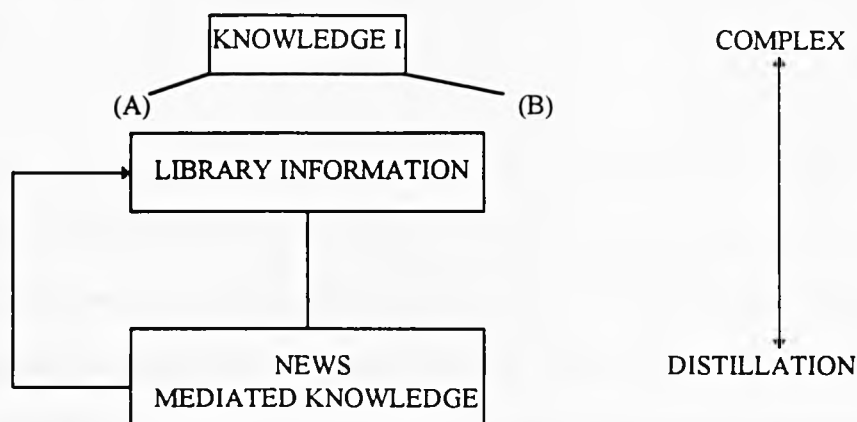 KNOWLEDGE I
COMPLEX
(A)
(B)
LIBRARY INFORMATION
NEWS
DISTILLATION
MEDIATED KNOWLEDGE